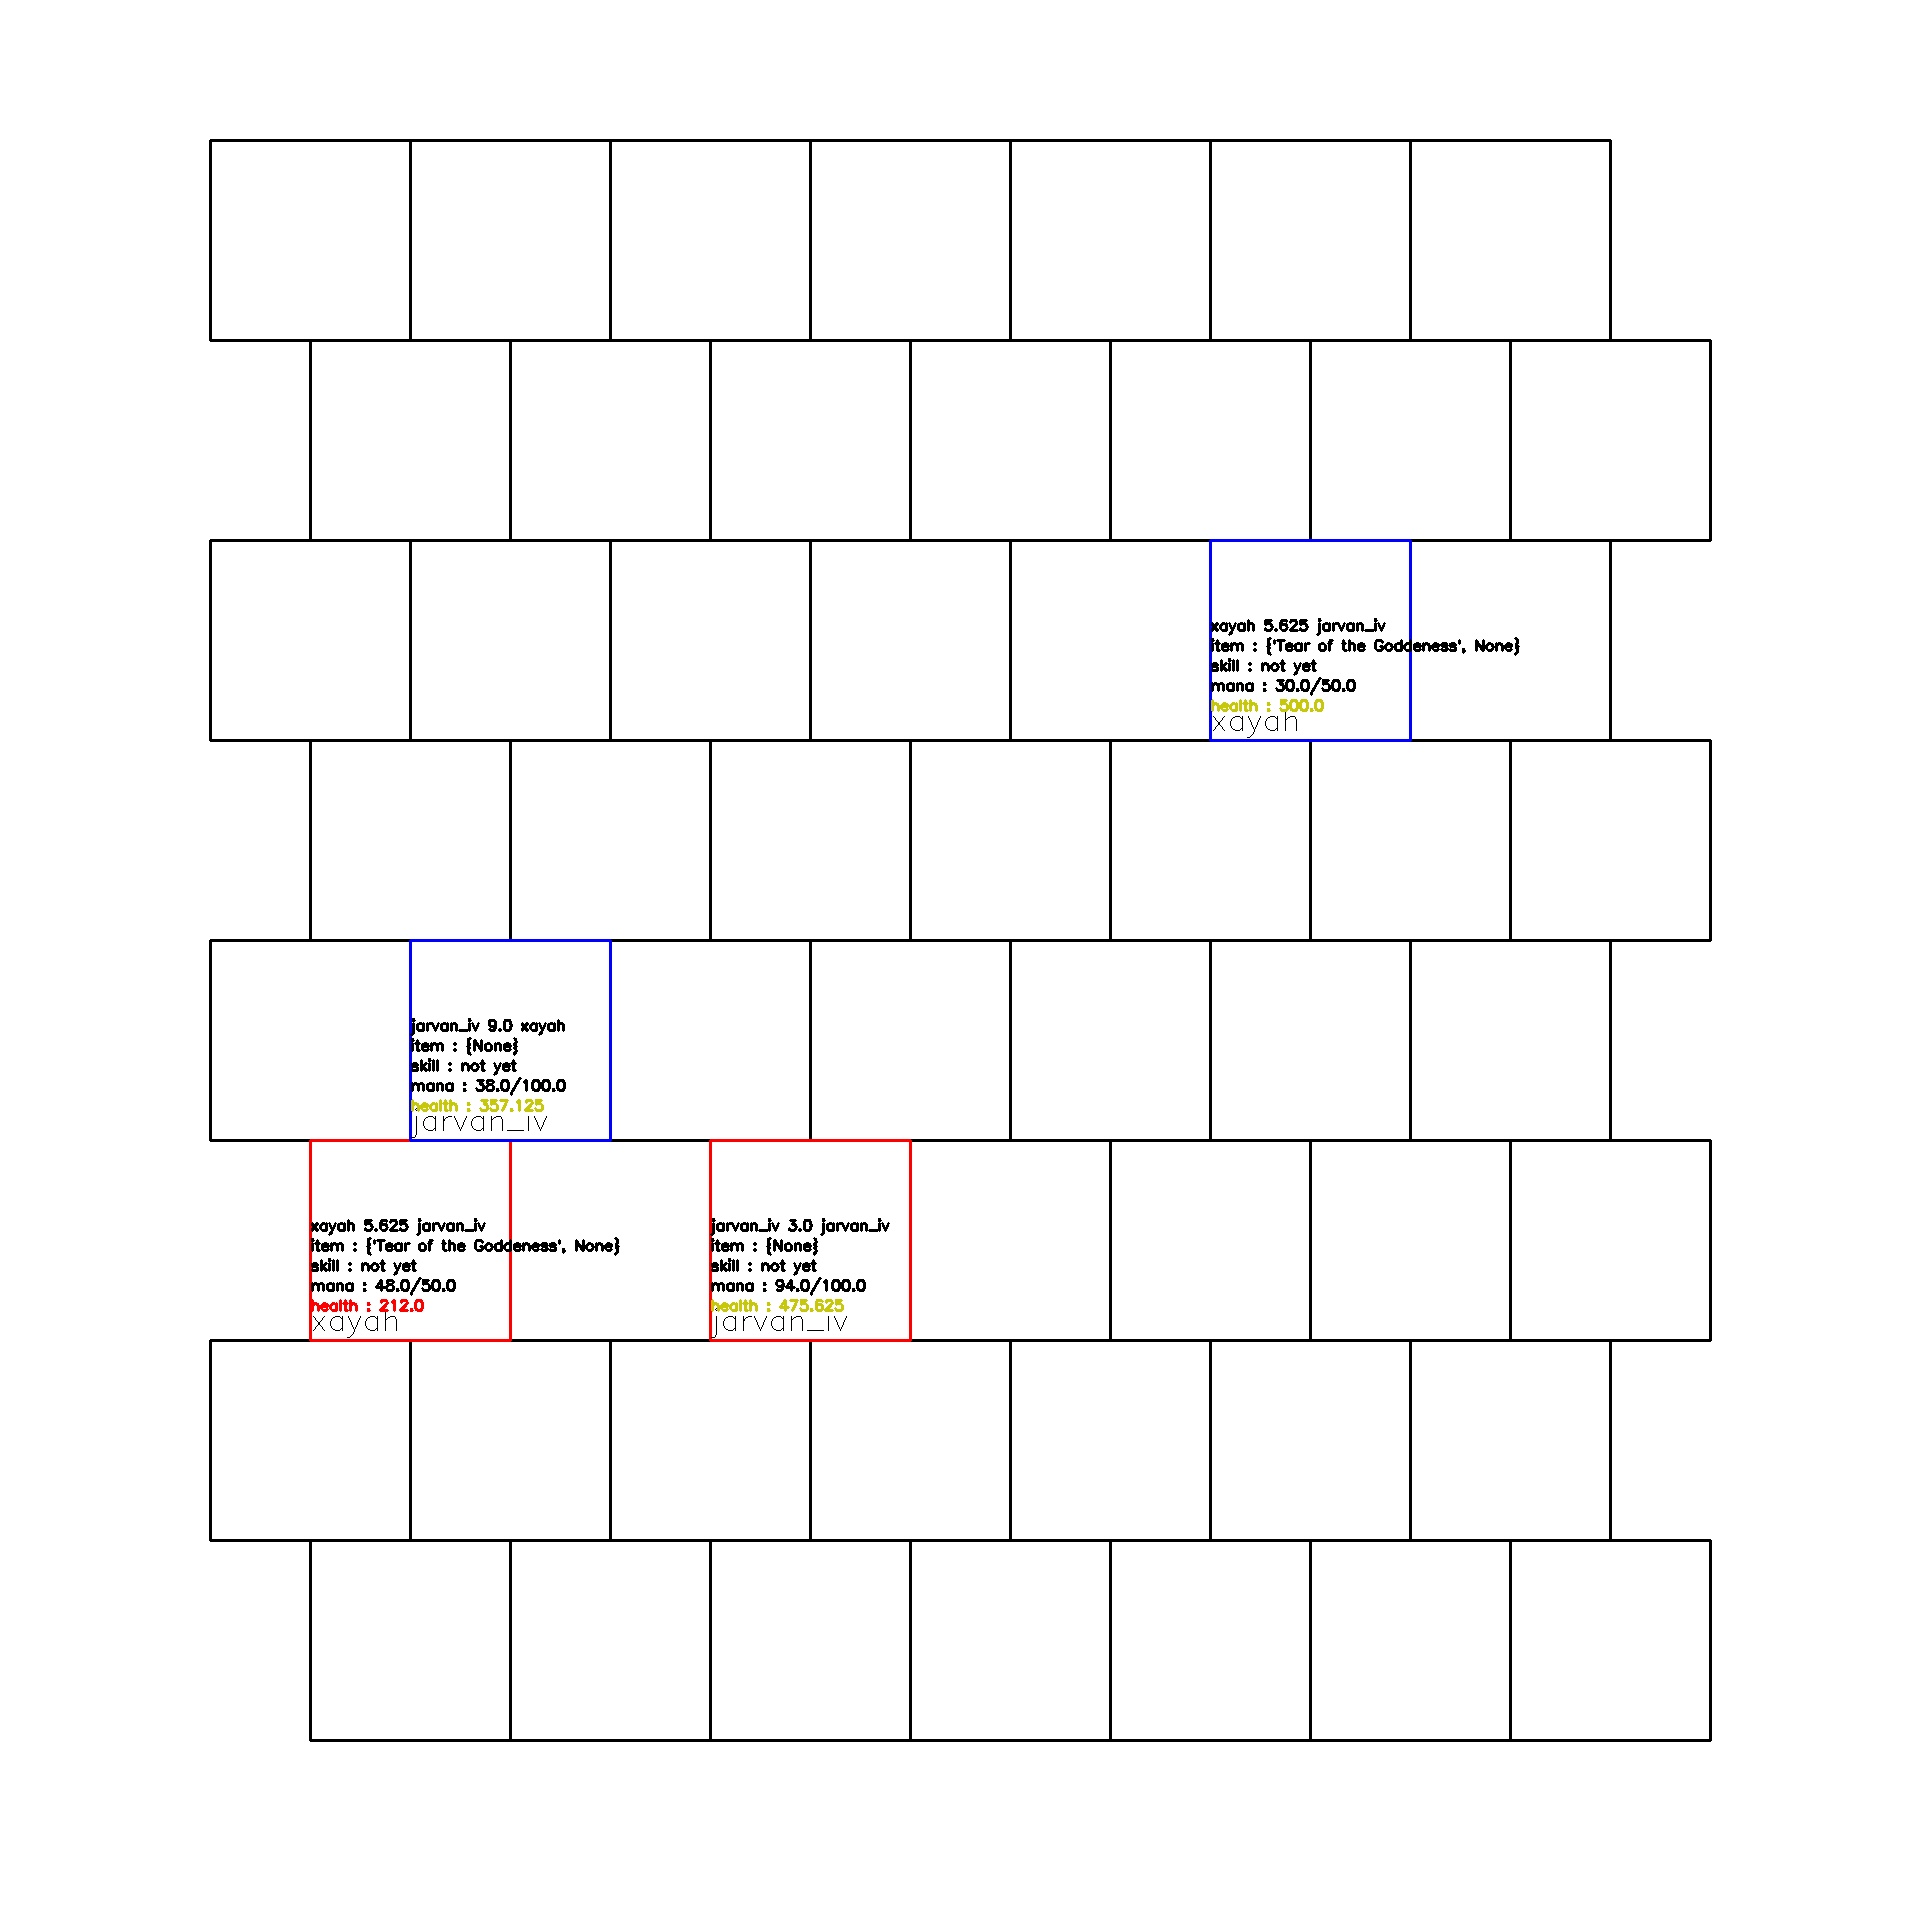 xayah 5.625 jarvan_iv
item : {'Tear of the Goddeness', None}
skill : not yet
mana : 30.0/50.0
health : 500.0
xayah
jarvan_iv 9.0 xayah
item : {None}
skill : not yet
mana : 38.0/100.0
health : 357.125
jarvan_iv
xayah 5.625 jarvan_iv
item : {'Tear of the Goddeness', None}
skill : not yet
mana : 48.0/50.0
health : 212.0
xayah
jarvan_iv 3.0 jarvan_iv
item : {None}
skill : not yet
mana : 94.0/100.0
health : 475.625
jarvan_iv